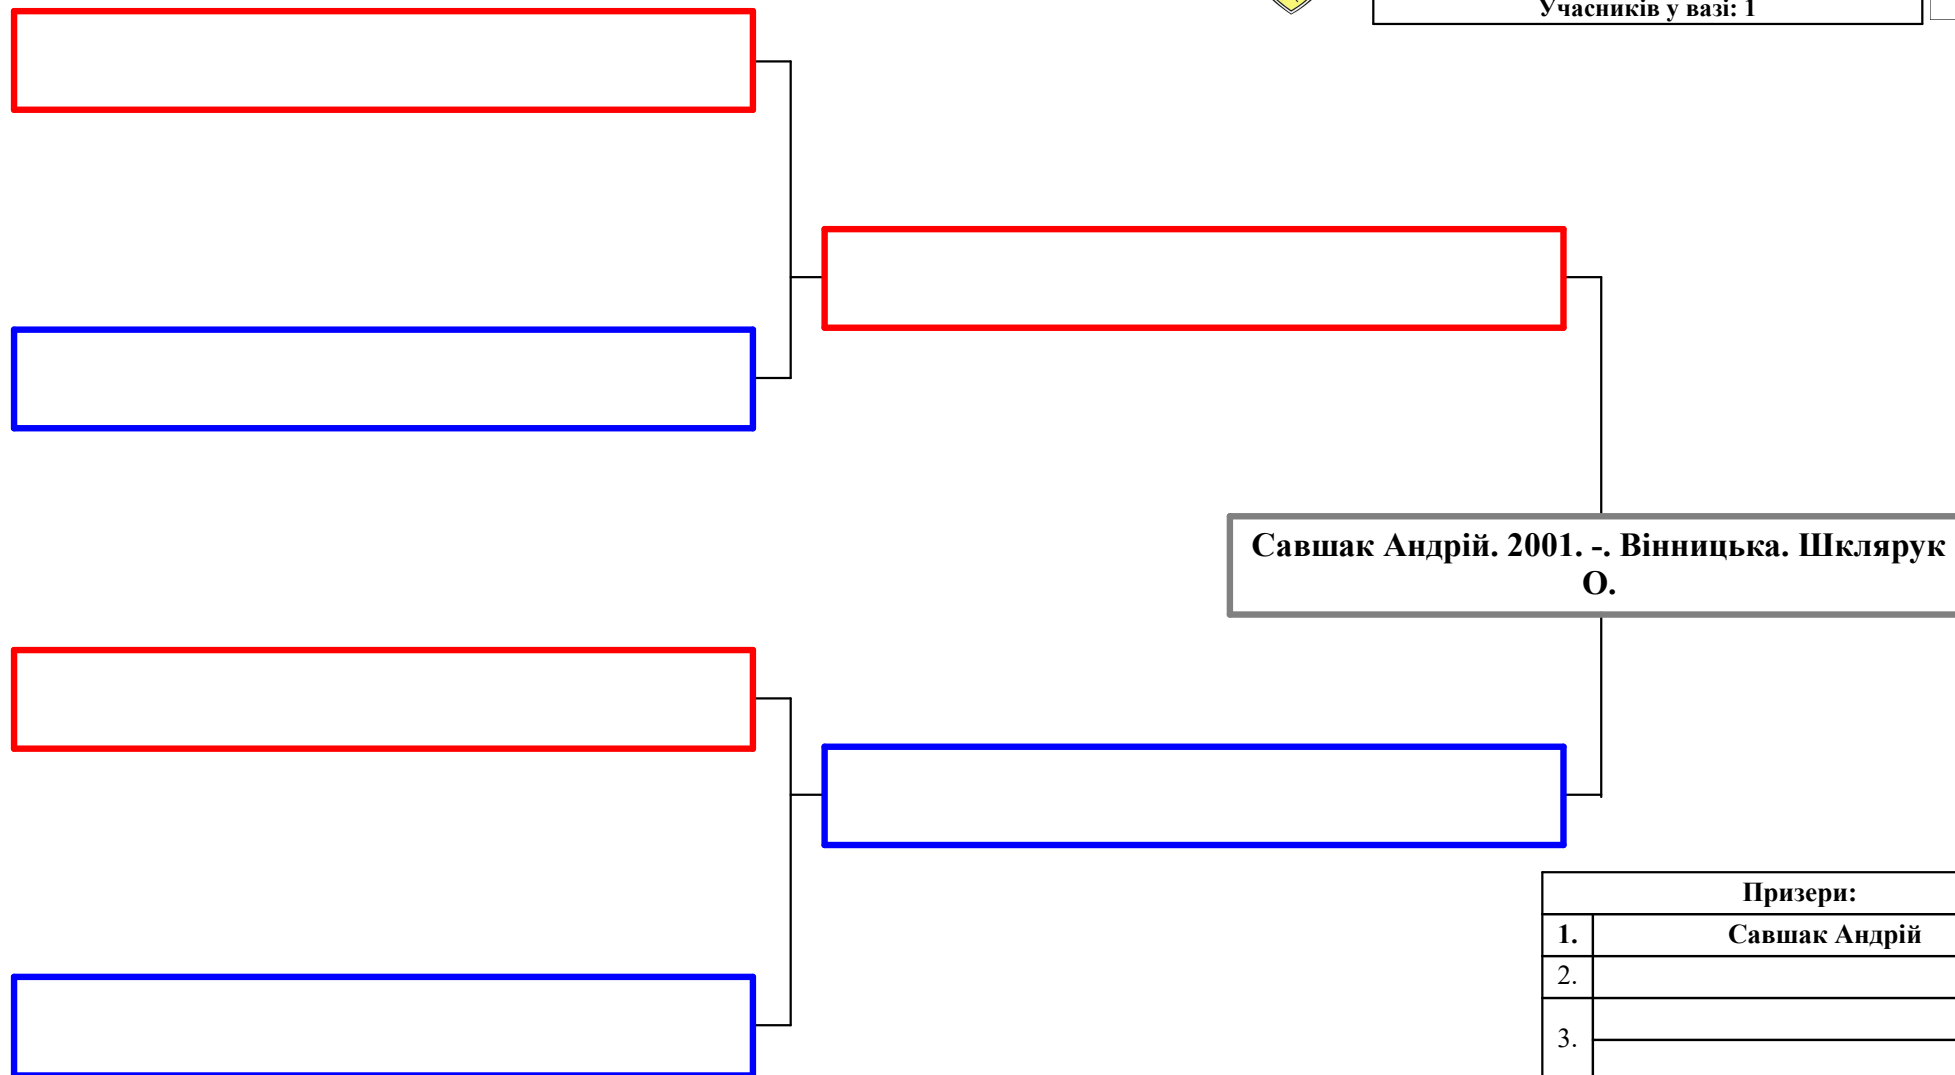 Учасників у вазі: 1
Савшак Андрій. 2001. -. Вінницька. Шклярук
О.
Призери:
1. Савшак Андрій
2.
3.